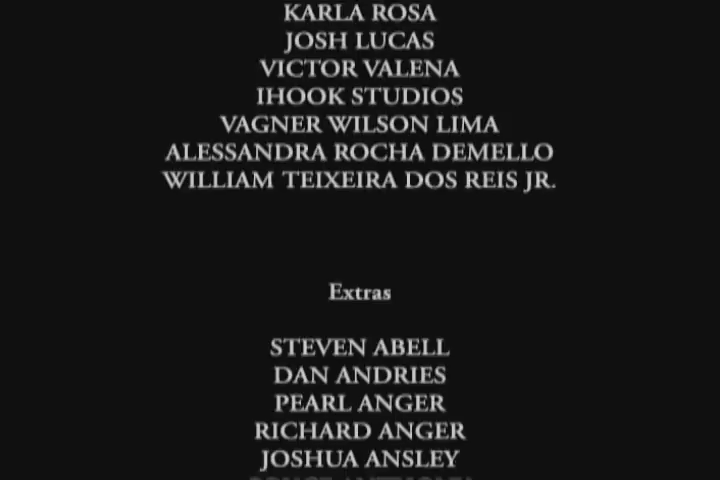 KARLA ROSA
JOSH LUCAS
VICTOR VALENA
IHOOK STUDIOS
VAGNER WILSON LIMA
ALESSANDRA ROCHA DEMELLO
WILLIAM TEIXEIRA DOS REIS JR.
Extras
STEVEN ABELL
DAN ANDRIES
PEARL ANGER
RICHARD ANGER
JOSHUA ANSLEY